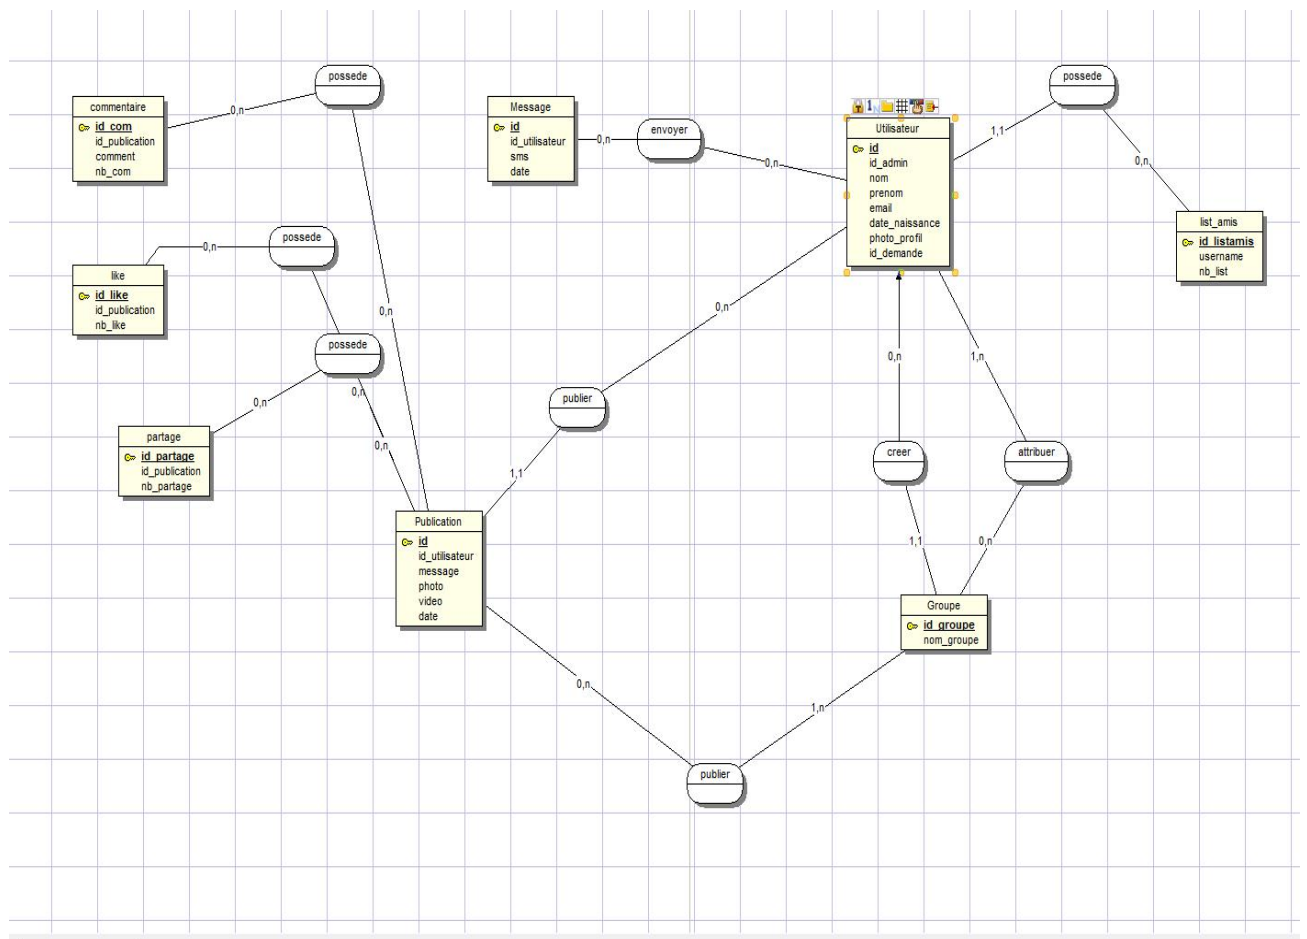 possede
commentaire
id_com
id_publication
comment
nb_com
0,n
Message
id
id_utilisateur
sms
date
0,n
envoyer
0,n
1
Utilisateur
id
id_admin
nom
prenom
email
date_naissance
photo_profil
id_demande
possede
1,1
0,n
list_amis
id_listamis
username
nb_list
possede
0,n
like
id_like
id_publication
nb_like
0,n
0,n
possede
0,n
0,n
0,n
partage
id_partage
id_publication
nb_partage
publier
1,1
0,n
1,n
creer
attribuer
1,1
0,n
Publication
id
id_utilisateur
message
photo
video
date
Groupe
id_groupe
nom_groupe
0,n
1,n
publier